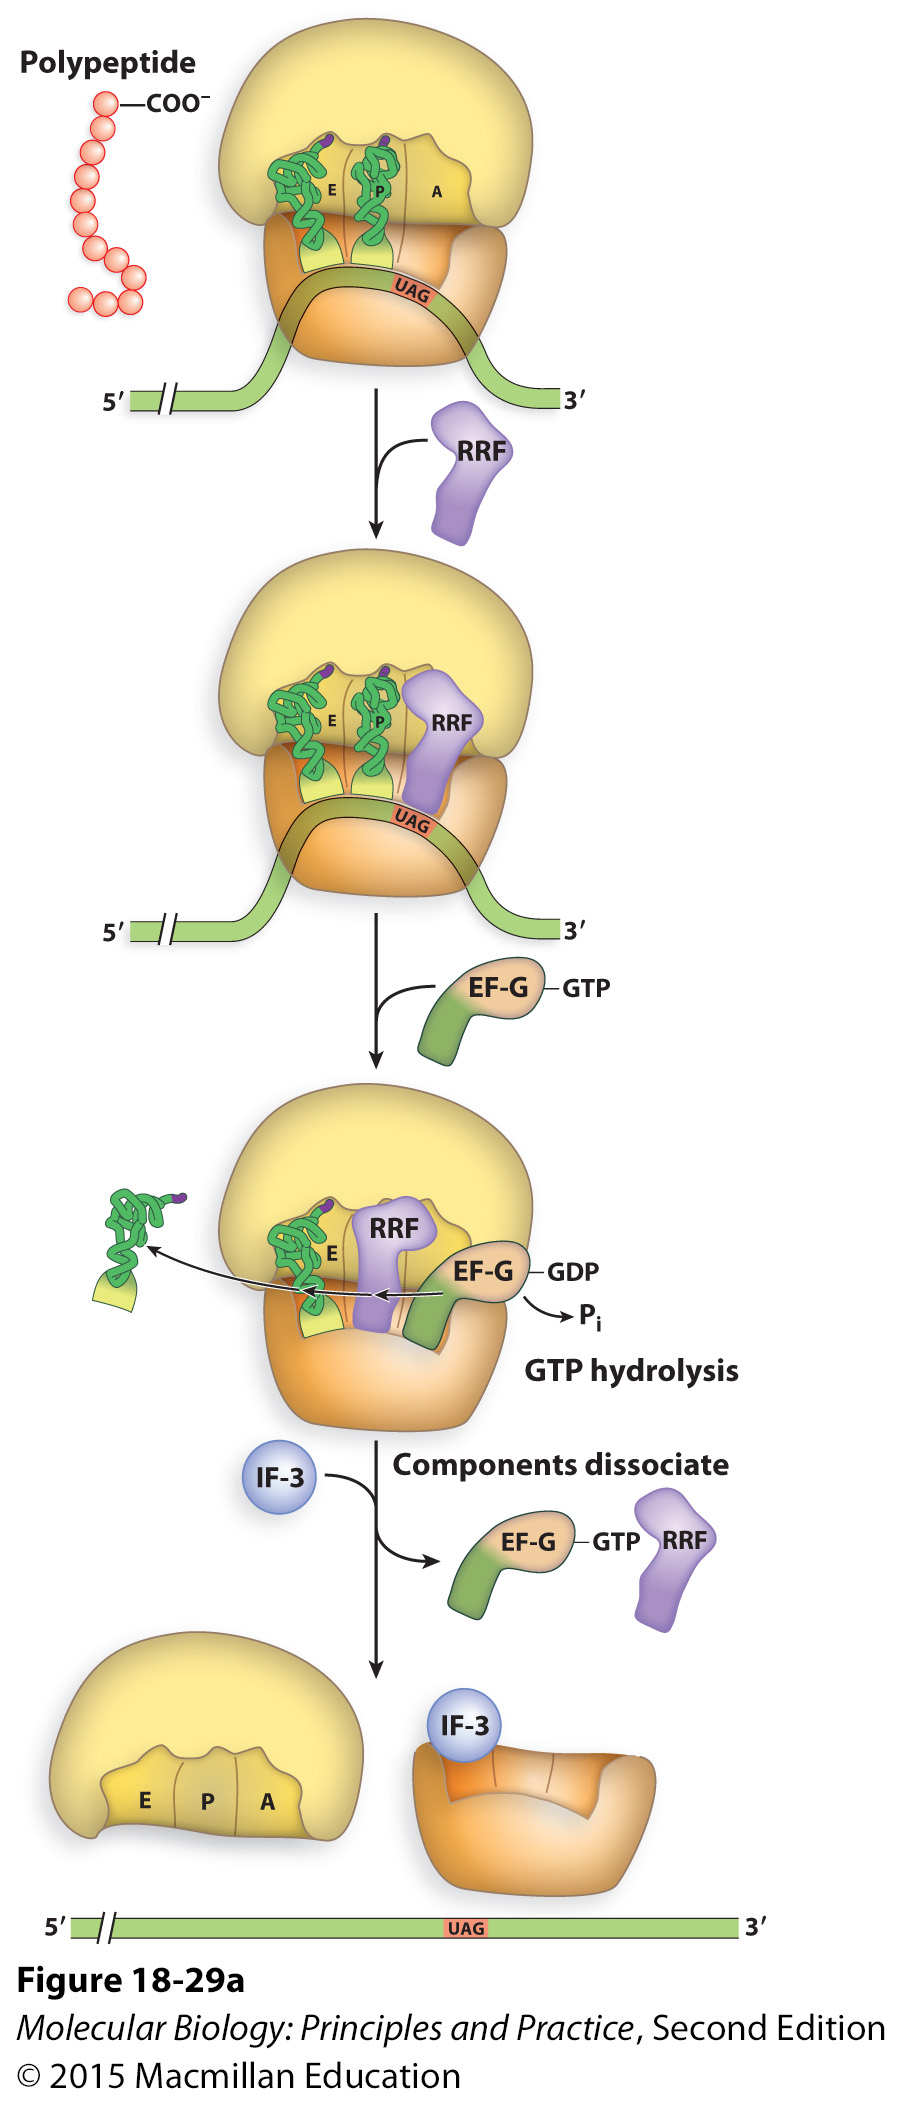 Polypeptide
COO⁻
E P A
UAG
5′ 3′
RRF
E P RRF
UAG
5′ 3′
EF-G GTP
RRF
E EF-G GDP
Pi
GTP hydrolysis
IF-3 Components dissociate
EF-G GTP RRF
IF-3
E P A
5′ UAG 3′
Figure 18-29a
Molecular Biology: Principles and Practice, Second Edition
© 2015 Macmillan Education